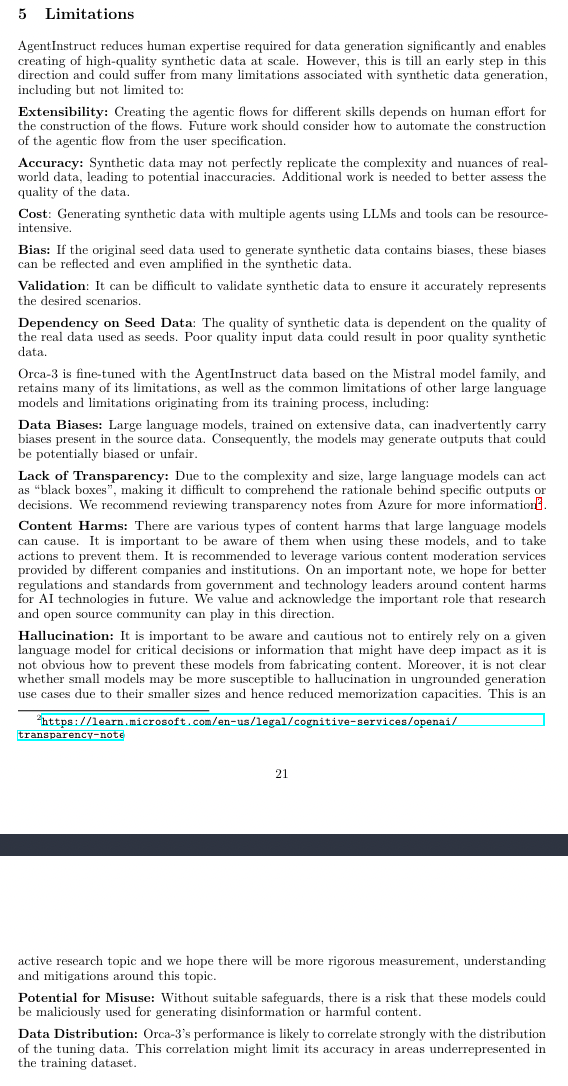 5 Limitations
AgentInstruct reduces human expertise required for data generation significantly and enables
creating of high-quality synthetic data at scale. However, this is till an early step in this
direction and could suffer from many limitations associated with synthetic data generation,
including but not limited to:
Extensibility: Creating the agentic flows for different skills depends on human effort for
the construction of the flows. Future work should consider how to automate the construction
of the agentic flow from the user specification.
Accuracy: Synthetic data may not perfectly replicate the complexity and nuances of real-
world data, leading to potential inaccuracies. Additional work is needed to better assess the
quality of the data.
Cost: Generating synthetic data with multiple agents using LLMs and tools can be resource-
intensive.
Bias: If the original seed data used to generate synthetic data contains biases, these biases
can be reflected and even amplified in the synthetic data.
Validation: It can be difficult to validate synthetic data to ensure it accurately represents
the desired scenarios.
Dependency on Seed Data: The quality of synthetic data is dependent on the quality of
the real data used as seeds. Poor quality input data could result in poor quality synthetic
data.
Orca-3 is fine-tuned with the AgentInstruct data based on the Mistral model family, and
retains many of its limitations, as well as the common limitations of other large language
models and limitations originating from its training process, including:
Data Biases: Large language models, trained on extensive data, can inadvertently carry
biases present in the source data. Consequently, the models may generate outputs that could
be potentially biased or unfair.
Lack of Transparency: Due to the complexity and size, large language models can act
as “black boxes”, making it difficult to comprehend the rationale behind specific outputs or
decisions. We recommend reviewing transparency notes from Azure for more information2.
Content Harms: There are various types of content harms that large language models
can cause. It is important to be aware of them when using these models, and to take
actions to prevent them. It is recommended to leverage various content moderation services
provided by different companies and institutions. On an important note, we hope for better
regulations and standards from government and technology leaders around content harms
for AI technologies in future. We value and acknowledge the important role that research
and open source community can play in this direction.
Hallucination: It is important to be aware and cautious not to entirely rely on a given
language model for critical decisions or information that might have deep impact as it is
not obvious how to prevent these models from fabricating content. Moreover, it is not clear
whether small models may be more susceptible to hallucination in ungrounded generation
use cases due to their smaller sizes and hence reduced memorization capacities. This is an
2https://learn.microsoft.com/en-us/legal/cognitive-services/openai/
transparency-note
21
active research topic and we hope there will be more rigorous measurement, understanding
and mitigations around this topic.
Potential for Misuse: Without suitable safeguards, there is a risk that these models could
be maliciously used for generating disinformation or harmful content.
Data Distribution: Orca-3’s performance is likely to correlate strongly with the distribution
of the tuning data. This correlation might limit its accuracy in areas underrepresented in
the training dataset.